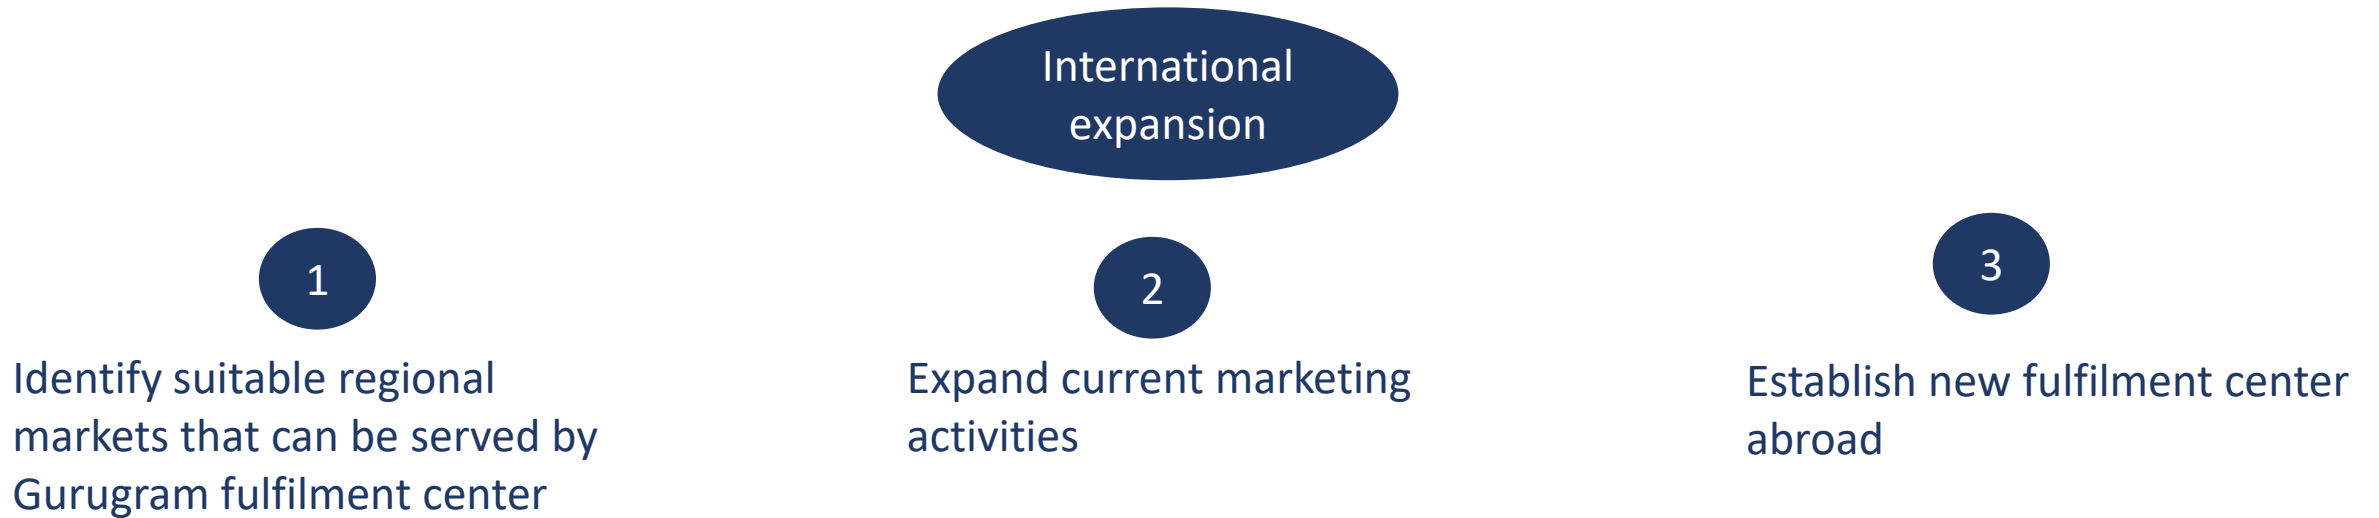 International
expansion
1
Identify suitable regional
markets that can be served by
Gurugram fulfilment center
2
Expand current marketing
activities
3
Establish new fulfilment center
abroad